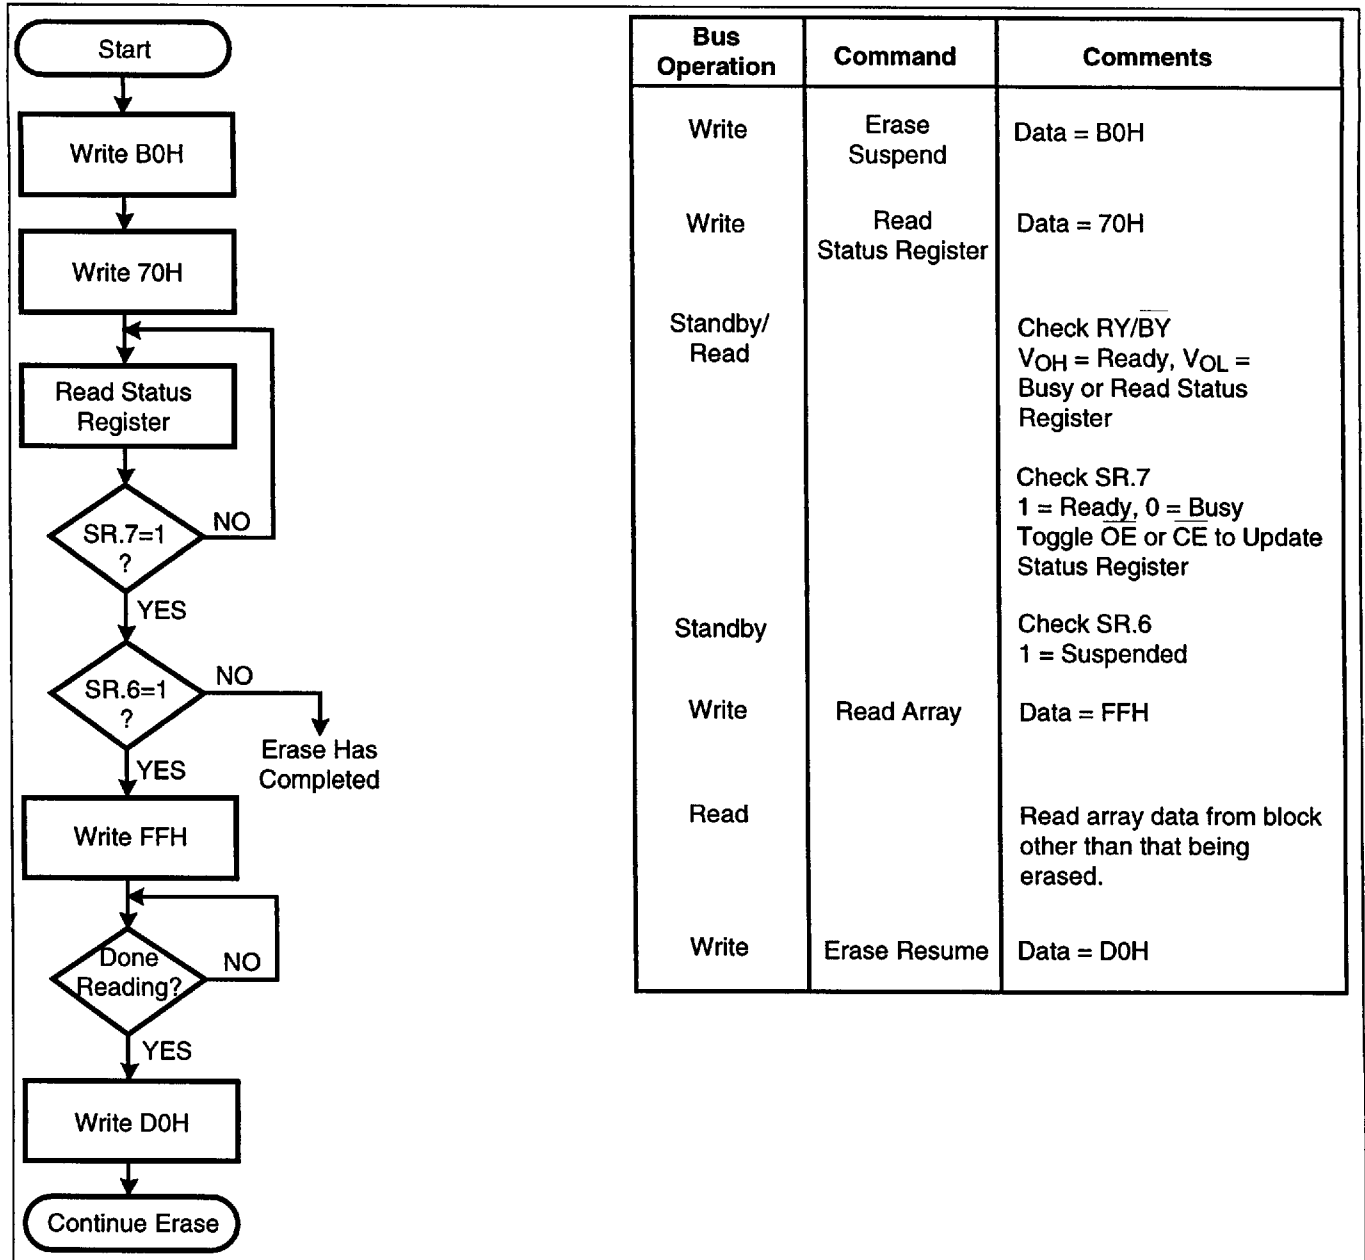 Start
Write B0H
Write 70H
Read Status
Register
SR.7=1
?
NO
YES
SR.6=1
?
NO
Erase Has
Completed
YES
Write FFH
Done
Reading?
NO
YES
Write D0H
Continue Erase
Bus
Operation
Command
Comments
Write
Erase
Suspend
Data = B0H
Write
Read
Status Register
Data = 70H
Standby/
Read
Check RY/B̅Y̅
VOH = Ready, VOL =
Busy or Read Status
Register
Check SR.7
1 = Ready, 0 = Busy
Toggle O̅E̅ or C̅E̅ to Update
Status Register
Standby
Check SR.6
1 = Suspended
Write
Read Array
Data = FFH
Read
Read array data from block
other than that being
erased.
Write
Erase Resume
Data = D0H